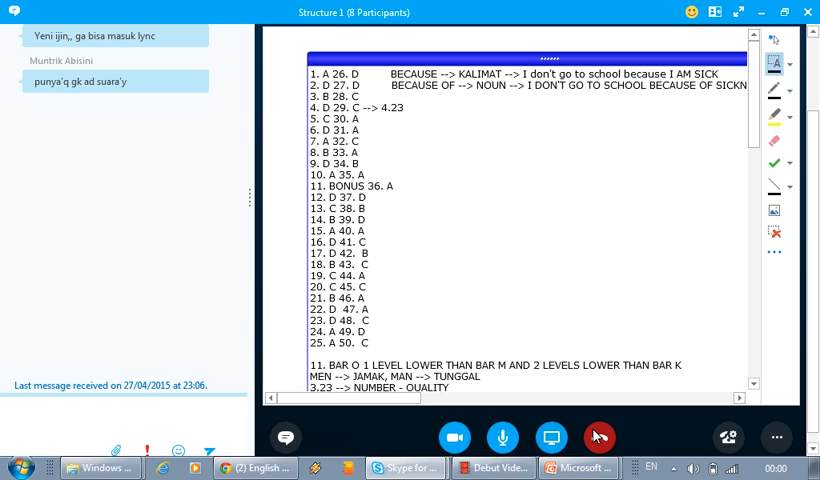 Structure 1 (8 Participants)
Yeni ijin,, ga bisa masuk lync
Muntrik Abisini
punya'q gk ad suara'y
Last message received on 27/04/2015 at 23:06.
,,,,,,
1. A 26. D BECAUSE --> KALIMAT --> I don't go to school because I AM SICK
2. D 27. D BECAUSE OF --> NOUN --> I DON'T GO TO SCHOOL BECAUSE OF SICKN
3. B 28. C
4. D 29. C --> 4.23
5. C 30. A
6. D 31. A
7. A 32. C
8. B 33. A
9. D 34. B
10. A 35. A
11. BONUS 36. A
12. D 37. D
13. C 38. B
14. B 39. D
15. A 40. A
16. D 41. C
17. D 42. B
18. B 43. C
19. C 44. A
20. C 45. C
21. B 46. A
22. D 47. A
23. D 48. C
24. A 49. D
25. A 50. C
11. BAR O 1 LEVEL LOWER THAN BAR M AND 2 LEVELS LOWER THAN BAR K
MEN --> JAMAK, MAN --> TUNGGAL
3.23 --> NUMBER - QUALITY
Windows ...
(2) English ...
Skype for ...
Debut Vide...
Microsoft ...
EN
00:00